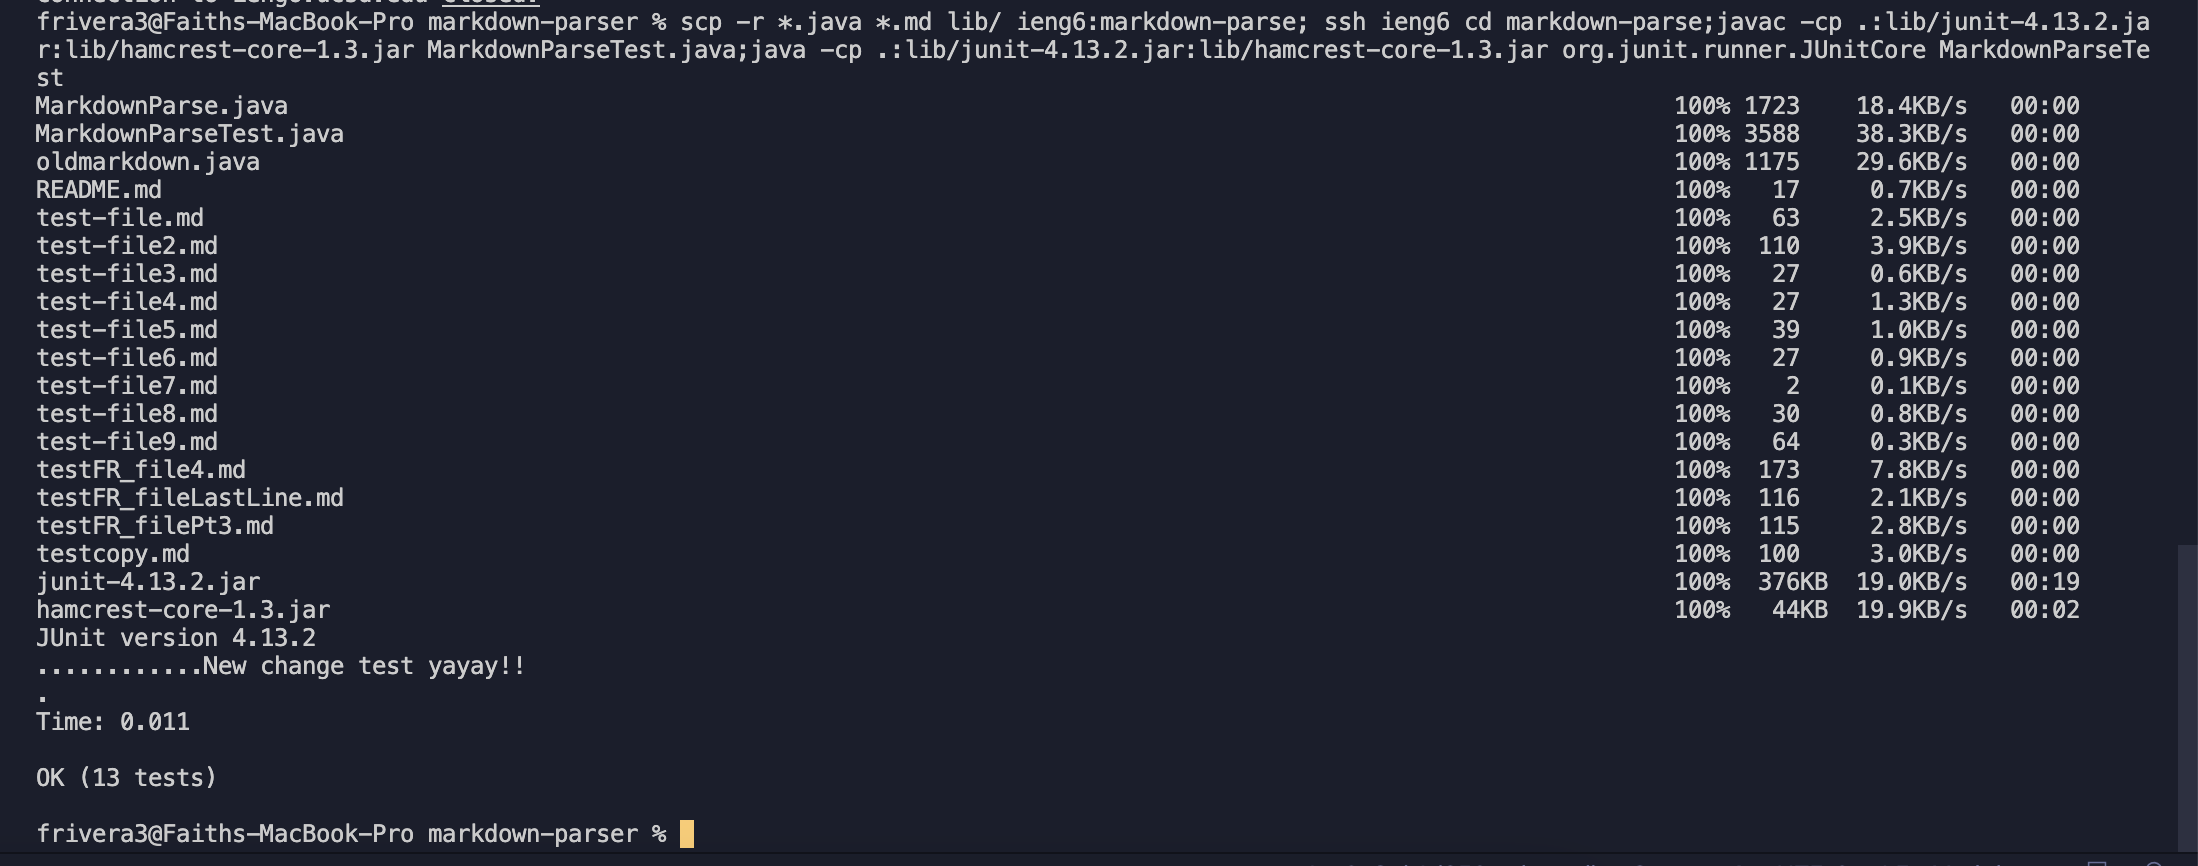 frivera3@Faiths-MacBook-Pro markdown-parser % scp -r *.java *.md lib/ ieng6:markdown-parse; ssh ieng6 cd markdown-parse;javac -cp .:lib/junit-4.13.2.ja
r:lib/hamcrest-core-1.3.jar MarkdownParseTest.java;java -cp .:lib/junit-4.13.2.jar:lib/hamcrest-core-1.3.jar org.junit.runner.JUnitCore MarkdownParseTe
st
MarkdownParse.java 100% 1723 18.4KB/s 00:00
MarkdownParseTest.java 100% 3588 38.3KB/s 00:00
oldmarkdown.java 100% 1175 29.6KB/s 00:00
README.md 100% 17 0.7KB/s 00:00
test-file.md 100% 63 2.5KB/s 00:00
test-file2.md 100% 110 3.9KB/s 00:00
test-file3.md 100% 27 0.6KB/s 00:00
test-file4.md 100% 27 1.3KB/s 00:00
test-file5.md 100% 39 1.0KB/s 00:00
test-file6.md 100% 27 0.9KB/s 00:00
test-file7.md 100% 2 0.1KB/s 00:00
test-file8.md 100% 30 0.8KB/s 00:00
test-file9.md 100% 64 0.3KB/s 00:00
testFR_file4.md 100% 173 7.8KB/s 00:00
testFR_fileLastLine.md 100% 116 2.1KB/s 00:00
testFR_filePt3.md 100% 115 2.8KB/s 00:00
testcopy.md 100% 100 3.0KB/s 00:00
junit-4.13.2.jar 100% 376KB 19.0KB/s 00:19
hamcrest-core-1.3.jar 100% 44KB 19.9KB/s 00:02
JUnit version 4.13.2
............New change test yayay!!
.
Time: 0.011
OK (13 tests)
frivera3@Faiths-MacBook-Pro markdown-parser %